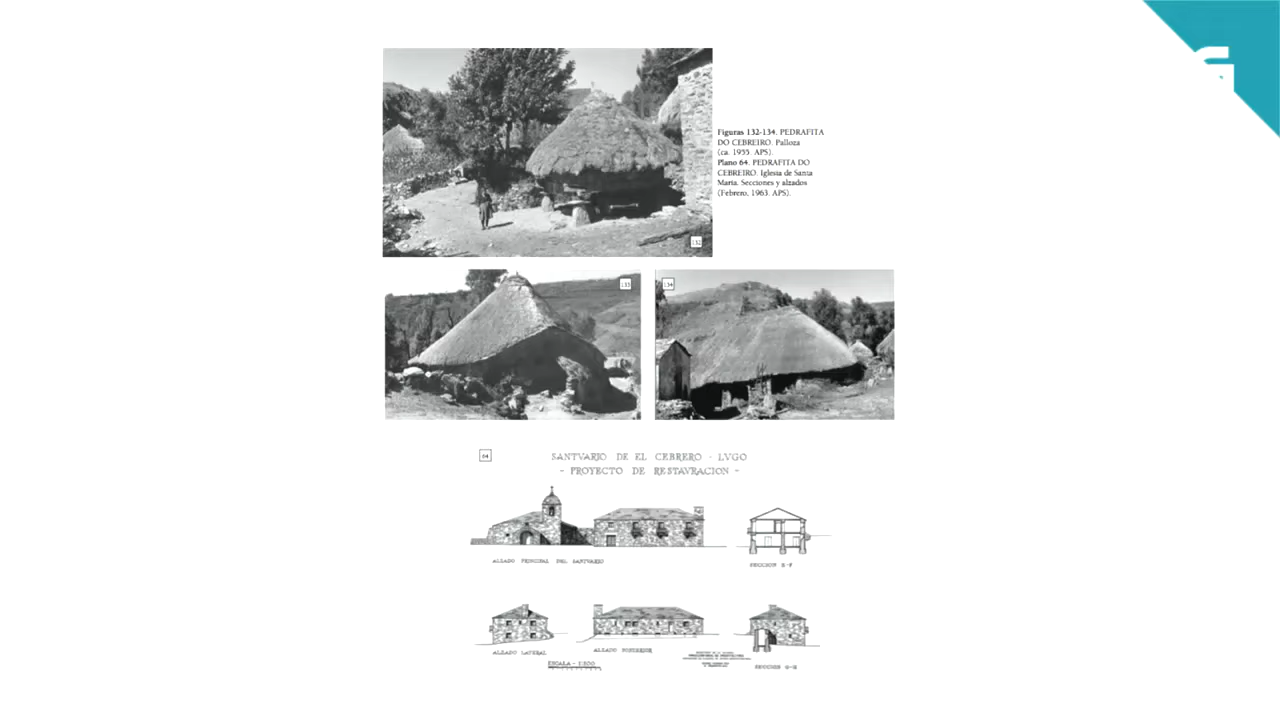 Figuras 132-134. PEDRAFITA
DO CEBREIRO. Palloza
(ca. 1955. APS).
Plano 64. PEDRAFITA DO
CEBREIRO. Iglesia de Santa
María. Secciones y alzados
(Febrero, 1963. APS).
132
133
134
64
SANTVARIO DE EL CEBRERO - LVGO
- PROYECTO DE RESTAVRACION -
ALZADO PRINCIPAL DEL SANTVARIO
SECCION E-F
ALZADO LATERAL
ALZADO POSTERIOR
SECCION G-H
ESCALA - 1:300